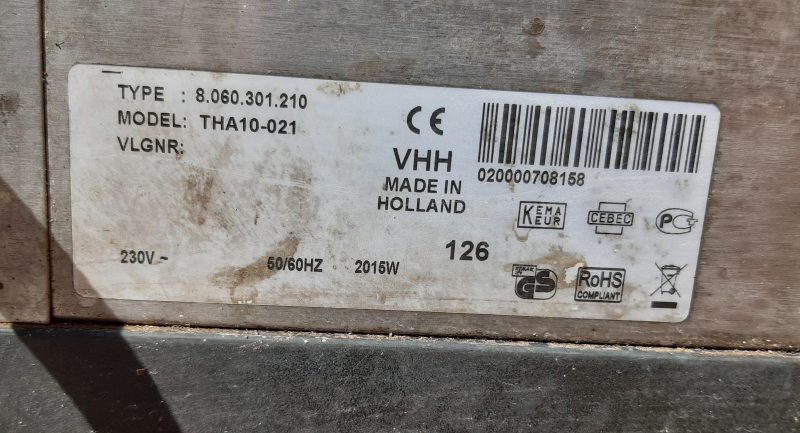 TYPE : 8.060.301.210
MODEL: THA10-021
VLGNR:
CE
VHH
MADE IN
HOLLAND
020000708158
KEMA
KEUR
CEBEC
PC
126
230V ~ 50/60HZ 2015W
GS
RoHS
COMPLIANT